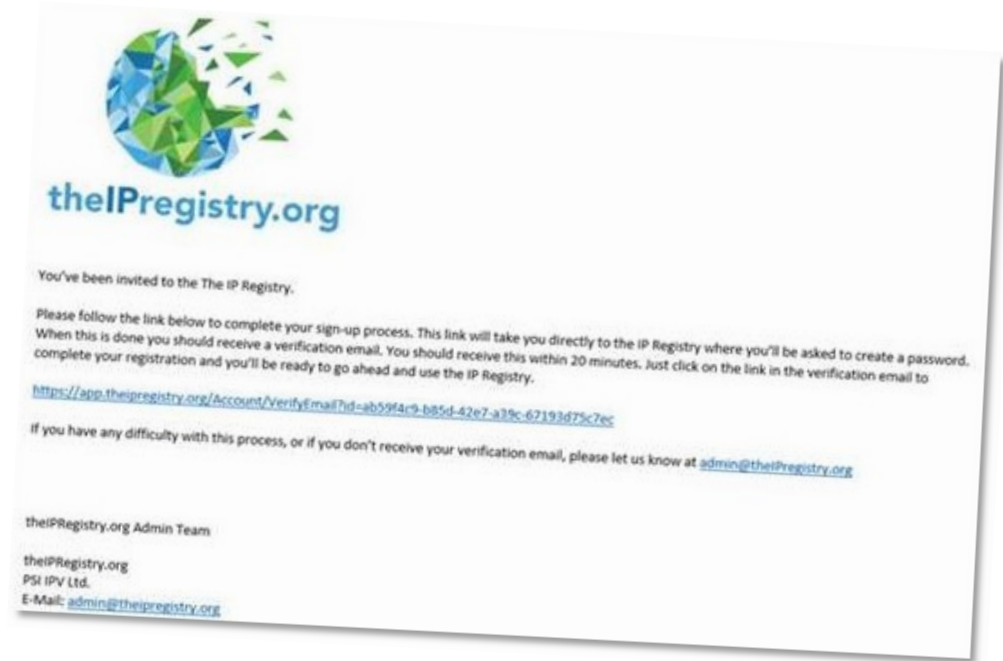 theIPregistry.org
You've been invited to the The IP Registry.
Please follow the link below to complete your sign-up process. This link will take you directly to the IP Registry where you'll be asked to create a password.
When this is done you should receive a verification email. You should receive this within 20 minutes. Just click on the link in the verification email to
complete your registration and you'll be ready to go ahead and use the IP Registry.
https://app.theipregistry.org/Account/VerifyEmail?id=ab59f4c9-b85d-42e7-a39c-67193d75c7ec
If you have any difficulty with this process, or if you don't receive your verification email, please let us know at admin@theIPregistry.org
theIPRegistry.org Admin Team
theIPRegistry.org
PSI IPV Ltd.
E-Mail: admin@theipregistry.org